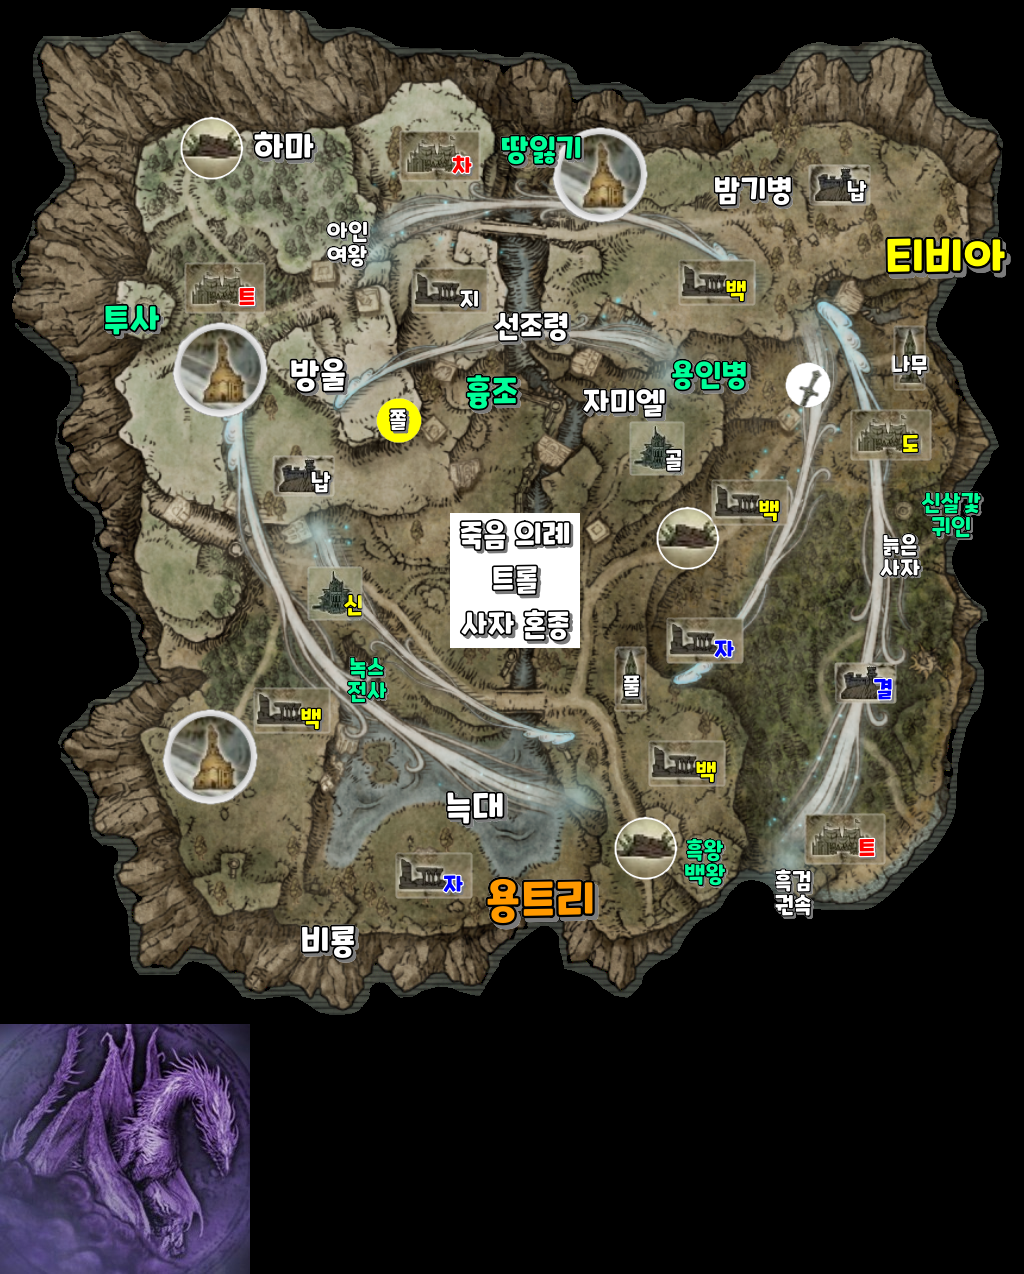 하마
차
땅잃기
밤기병
납
아인
여왕
티비아
트
지
백
투사
선조령
방울
흉조
용인병
나무
자미엘
쫄
도
골
납
백
신살갗
귀인
죽음 의레
트롤
사자 혼종
늙은
사자
신
자
녹스
전사
풀
결
백
백
늑대
흑왕
백왕
트
자
용트리
흑검
권속
비룡